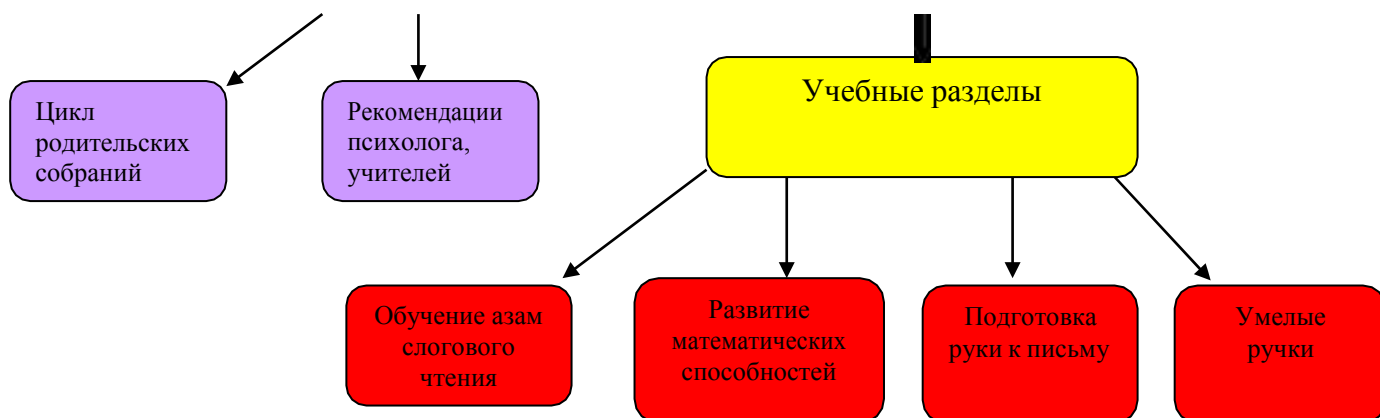 Цикл
родительских
собраний
Рекомендации
психолога,
учителей
Учебные разделы
Обучение азам
слогового
чтения
Развитие
математических
способностей
Подготовка
руки к письму
Умелые
ручки